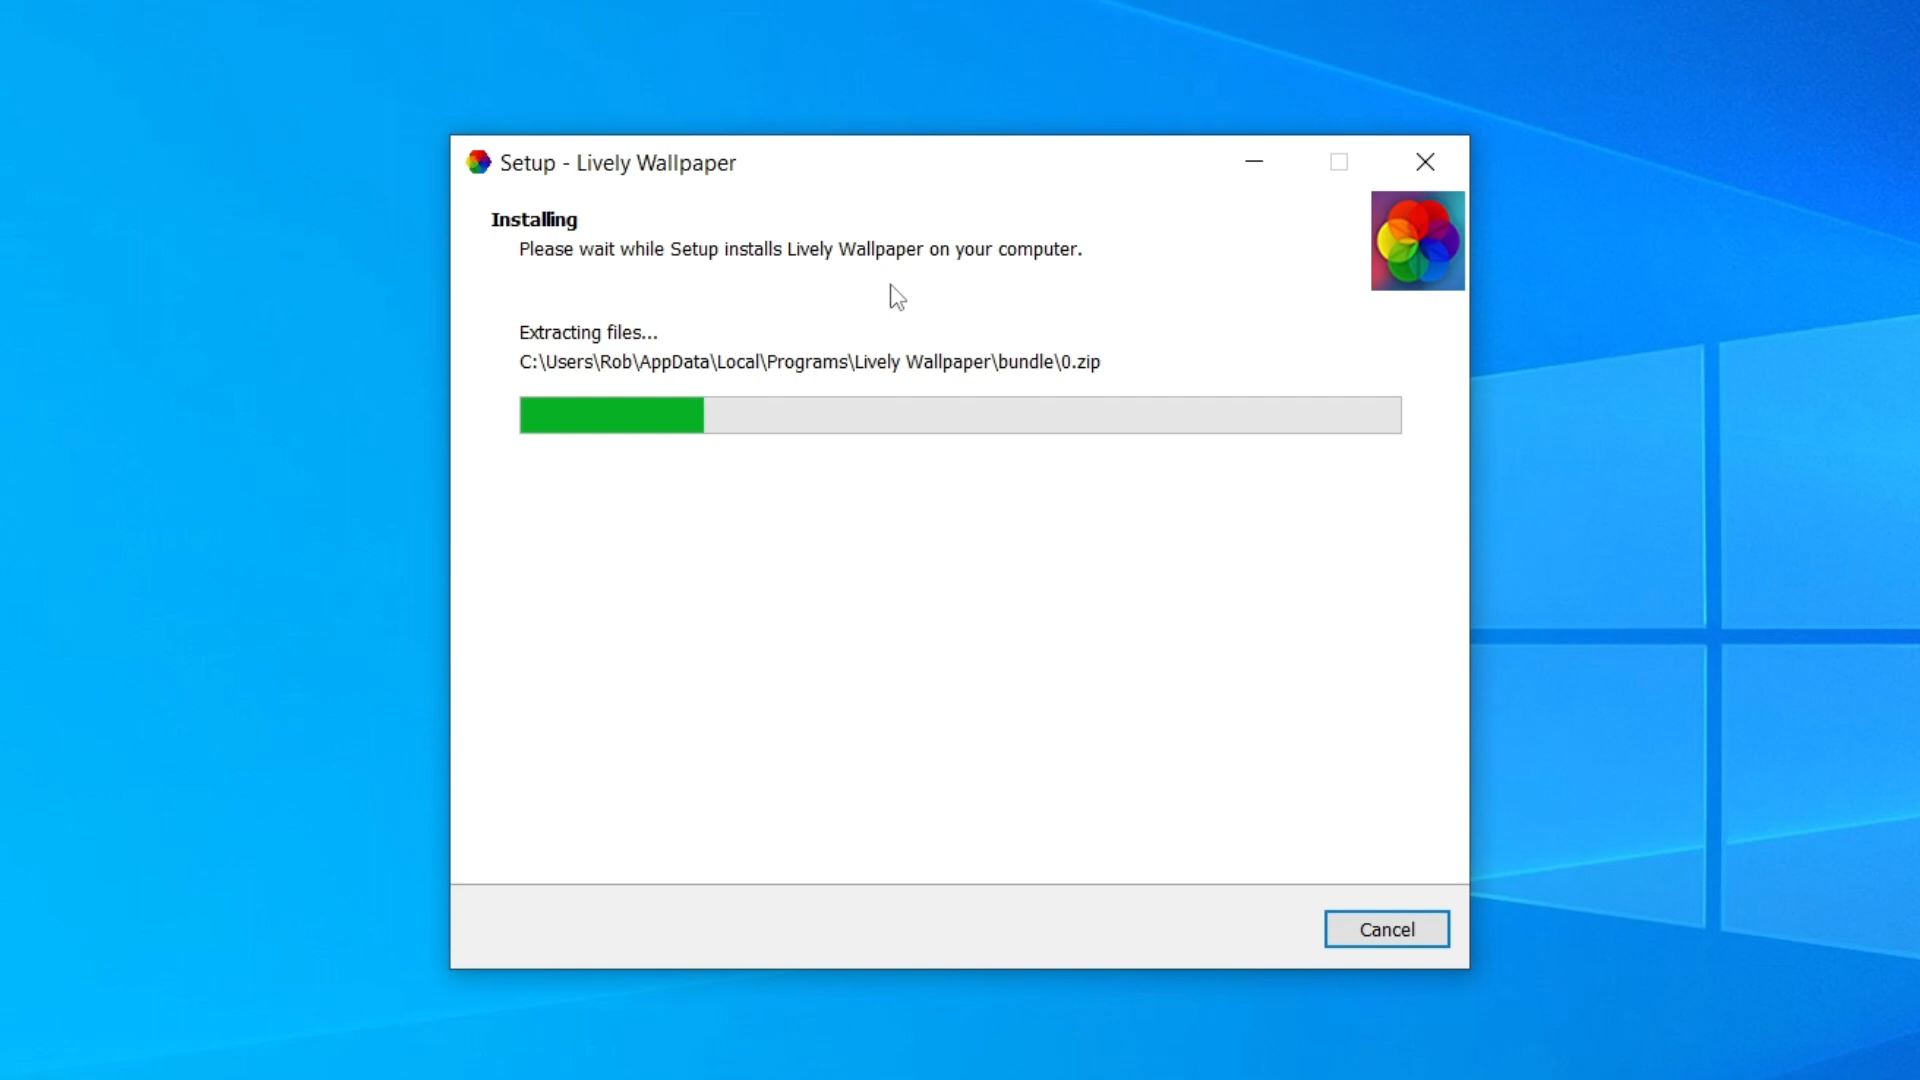 Setup - Lively Wallpaper
Installing
Please wait while Setup installs Lively Wallpaper on your computer.
Extracting files...
C:\Users\Rob\AppData\Local\Programs\Lively Wallpaper\bundle\0.zip
Cancel